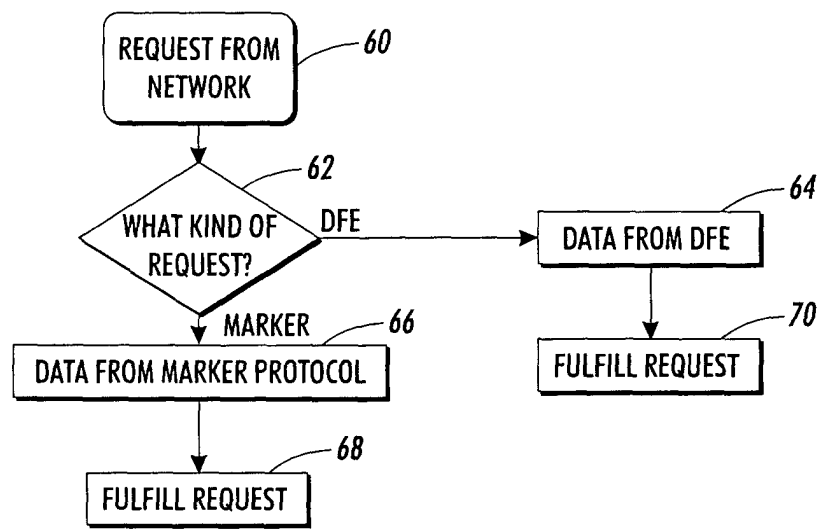 REQUEST FROM
NETWORK
60
62
WHAT KIND OF
REQUEST?
DFE
64
DATA FROM DFE
MARKER
66
DATA FROM MARKER PROTOCOL
70
FULFILL REQUEST
68
FULFILL REQUEST